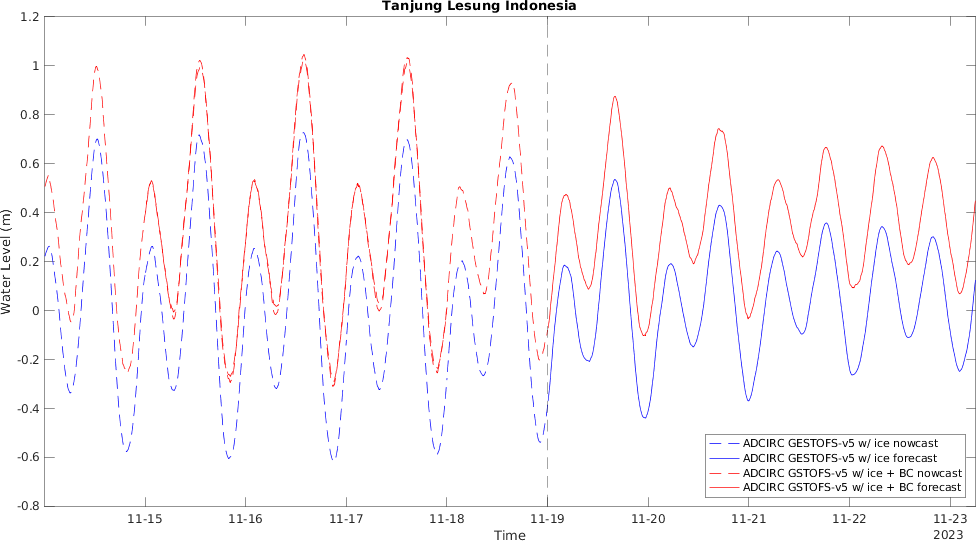 Tanjung Lesung Indonesia
1.2
1
0.8
0.6
0.4
0.2
0
-0.2
-0.4
-0.6
-0.8
Water Level (m)
ADCIRC GESTOFS-v5 w/ ice nowcast
ADCIRC GESTOFS-v5 w/ ice forecast
ADCIRC GSTOFS-v5 w/ ice + BC nowcast
ADCIRC GSTOFS-v5 w/ ice + BC forecast
11-15 11-16 11-17 11-18 11-19 11-20 11-21 11-22 11-23
Time 2023